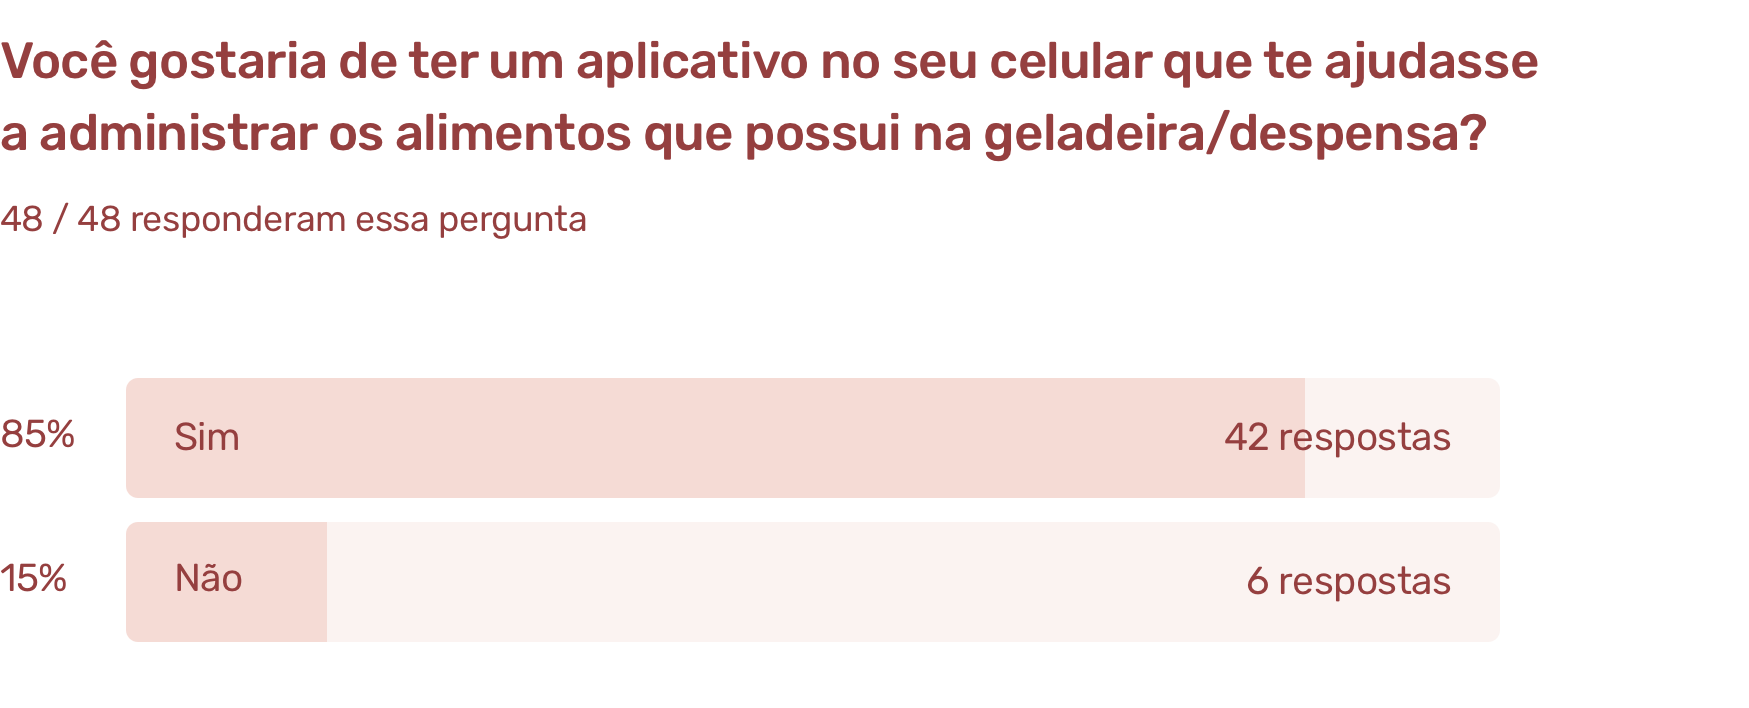 Você gostaria de ter um aplicativo no seu celular que te ajudasse
a administrar os alimentos que possui na geladeira/despensa?
48 / 48 responderam essa pergunta
85% Sim 42 respostas
15% Não 6 respostas